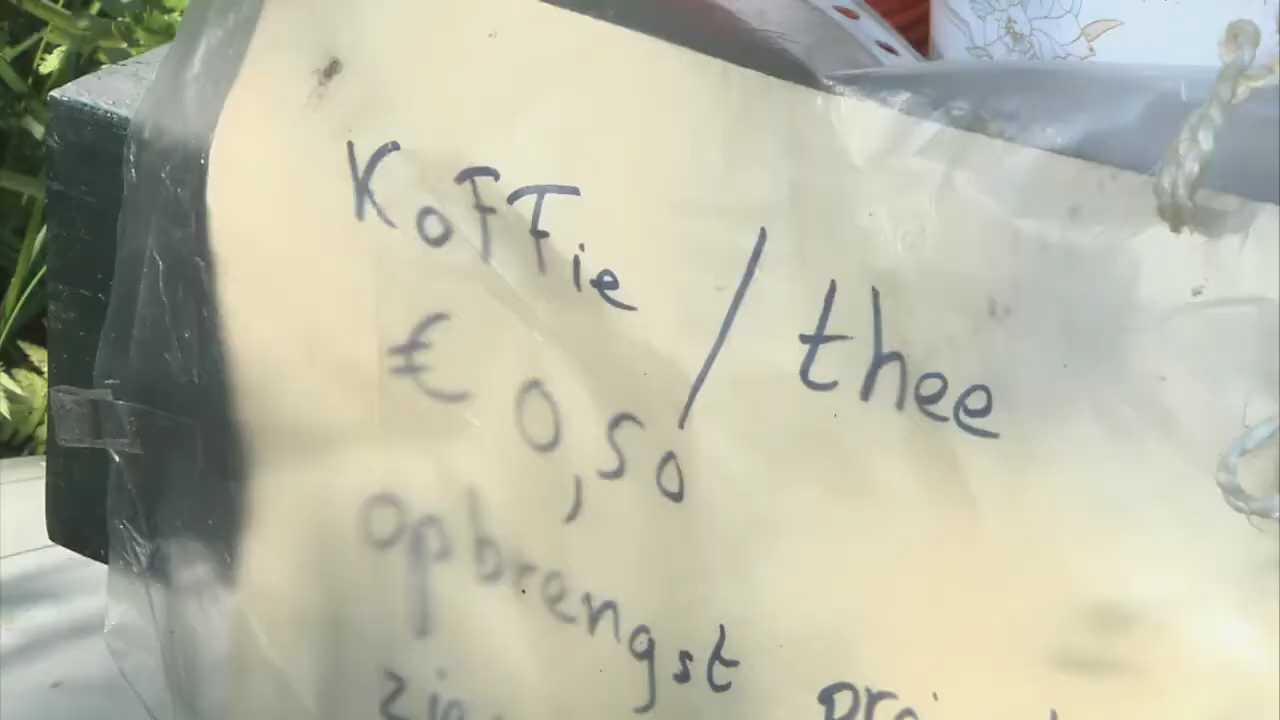 KoFFie / thee
€ 0,50
opbrengst